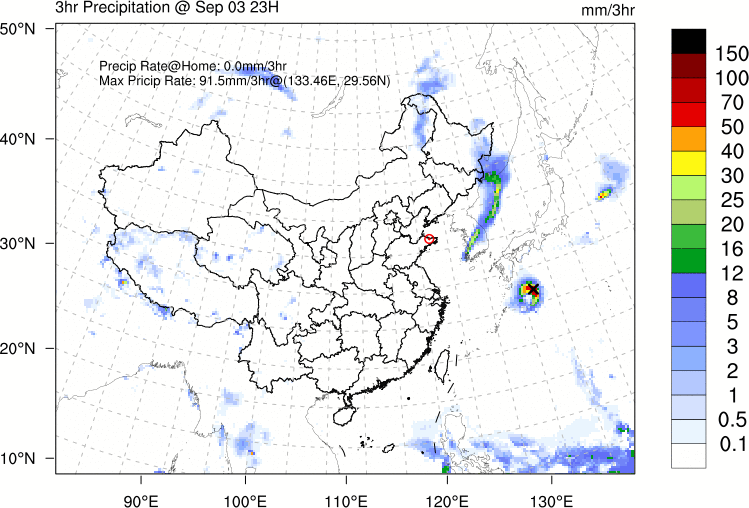 3hr Precipitation @ Sep 03 23H
mm/3hr
Precip Rate@Home: 0.0mm/3hr
Max Pricip Rate: 91.5mm/3hr@(133.46E, 29.56N)
50°N
40°N
30°N
20°N
10°N
90°E
100°E
110°E
120°E
130°E
150
100
70
50
40
30
25
20
16
12
8
5
3
2
1
0.5
0.1